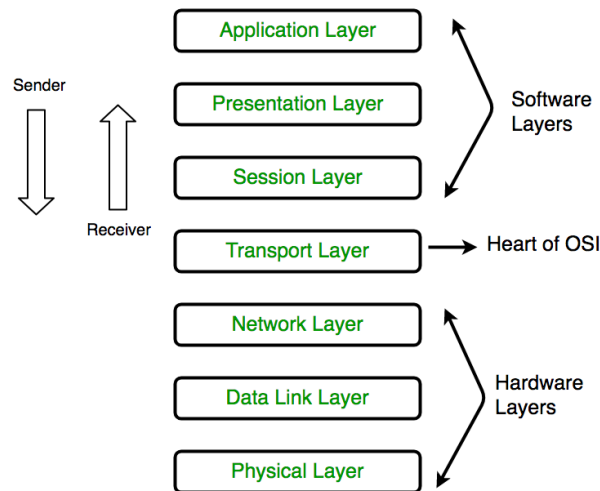 Application Layer
Sender
Presentation Layer
Software
Layers
Session Layer
Receiver
Transport Layer
Heart of OSI
Network Layer
Data Link Layer
Hardware
Layers
Physical Layer